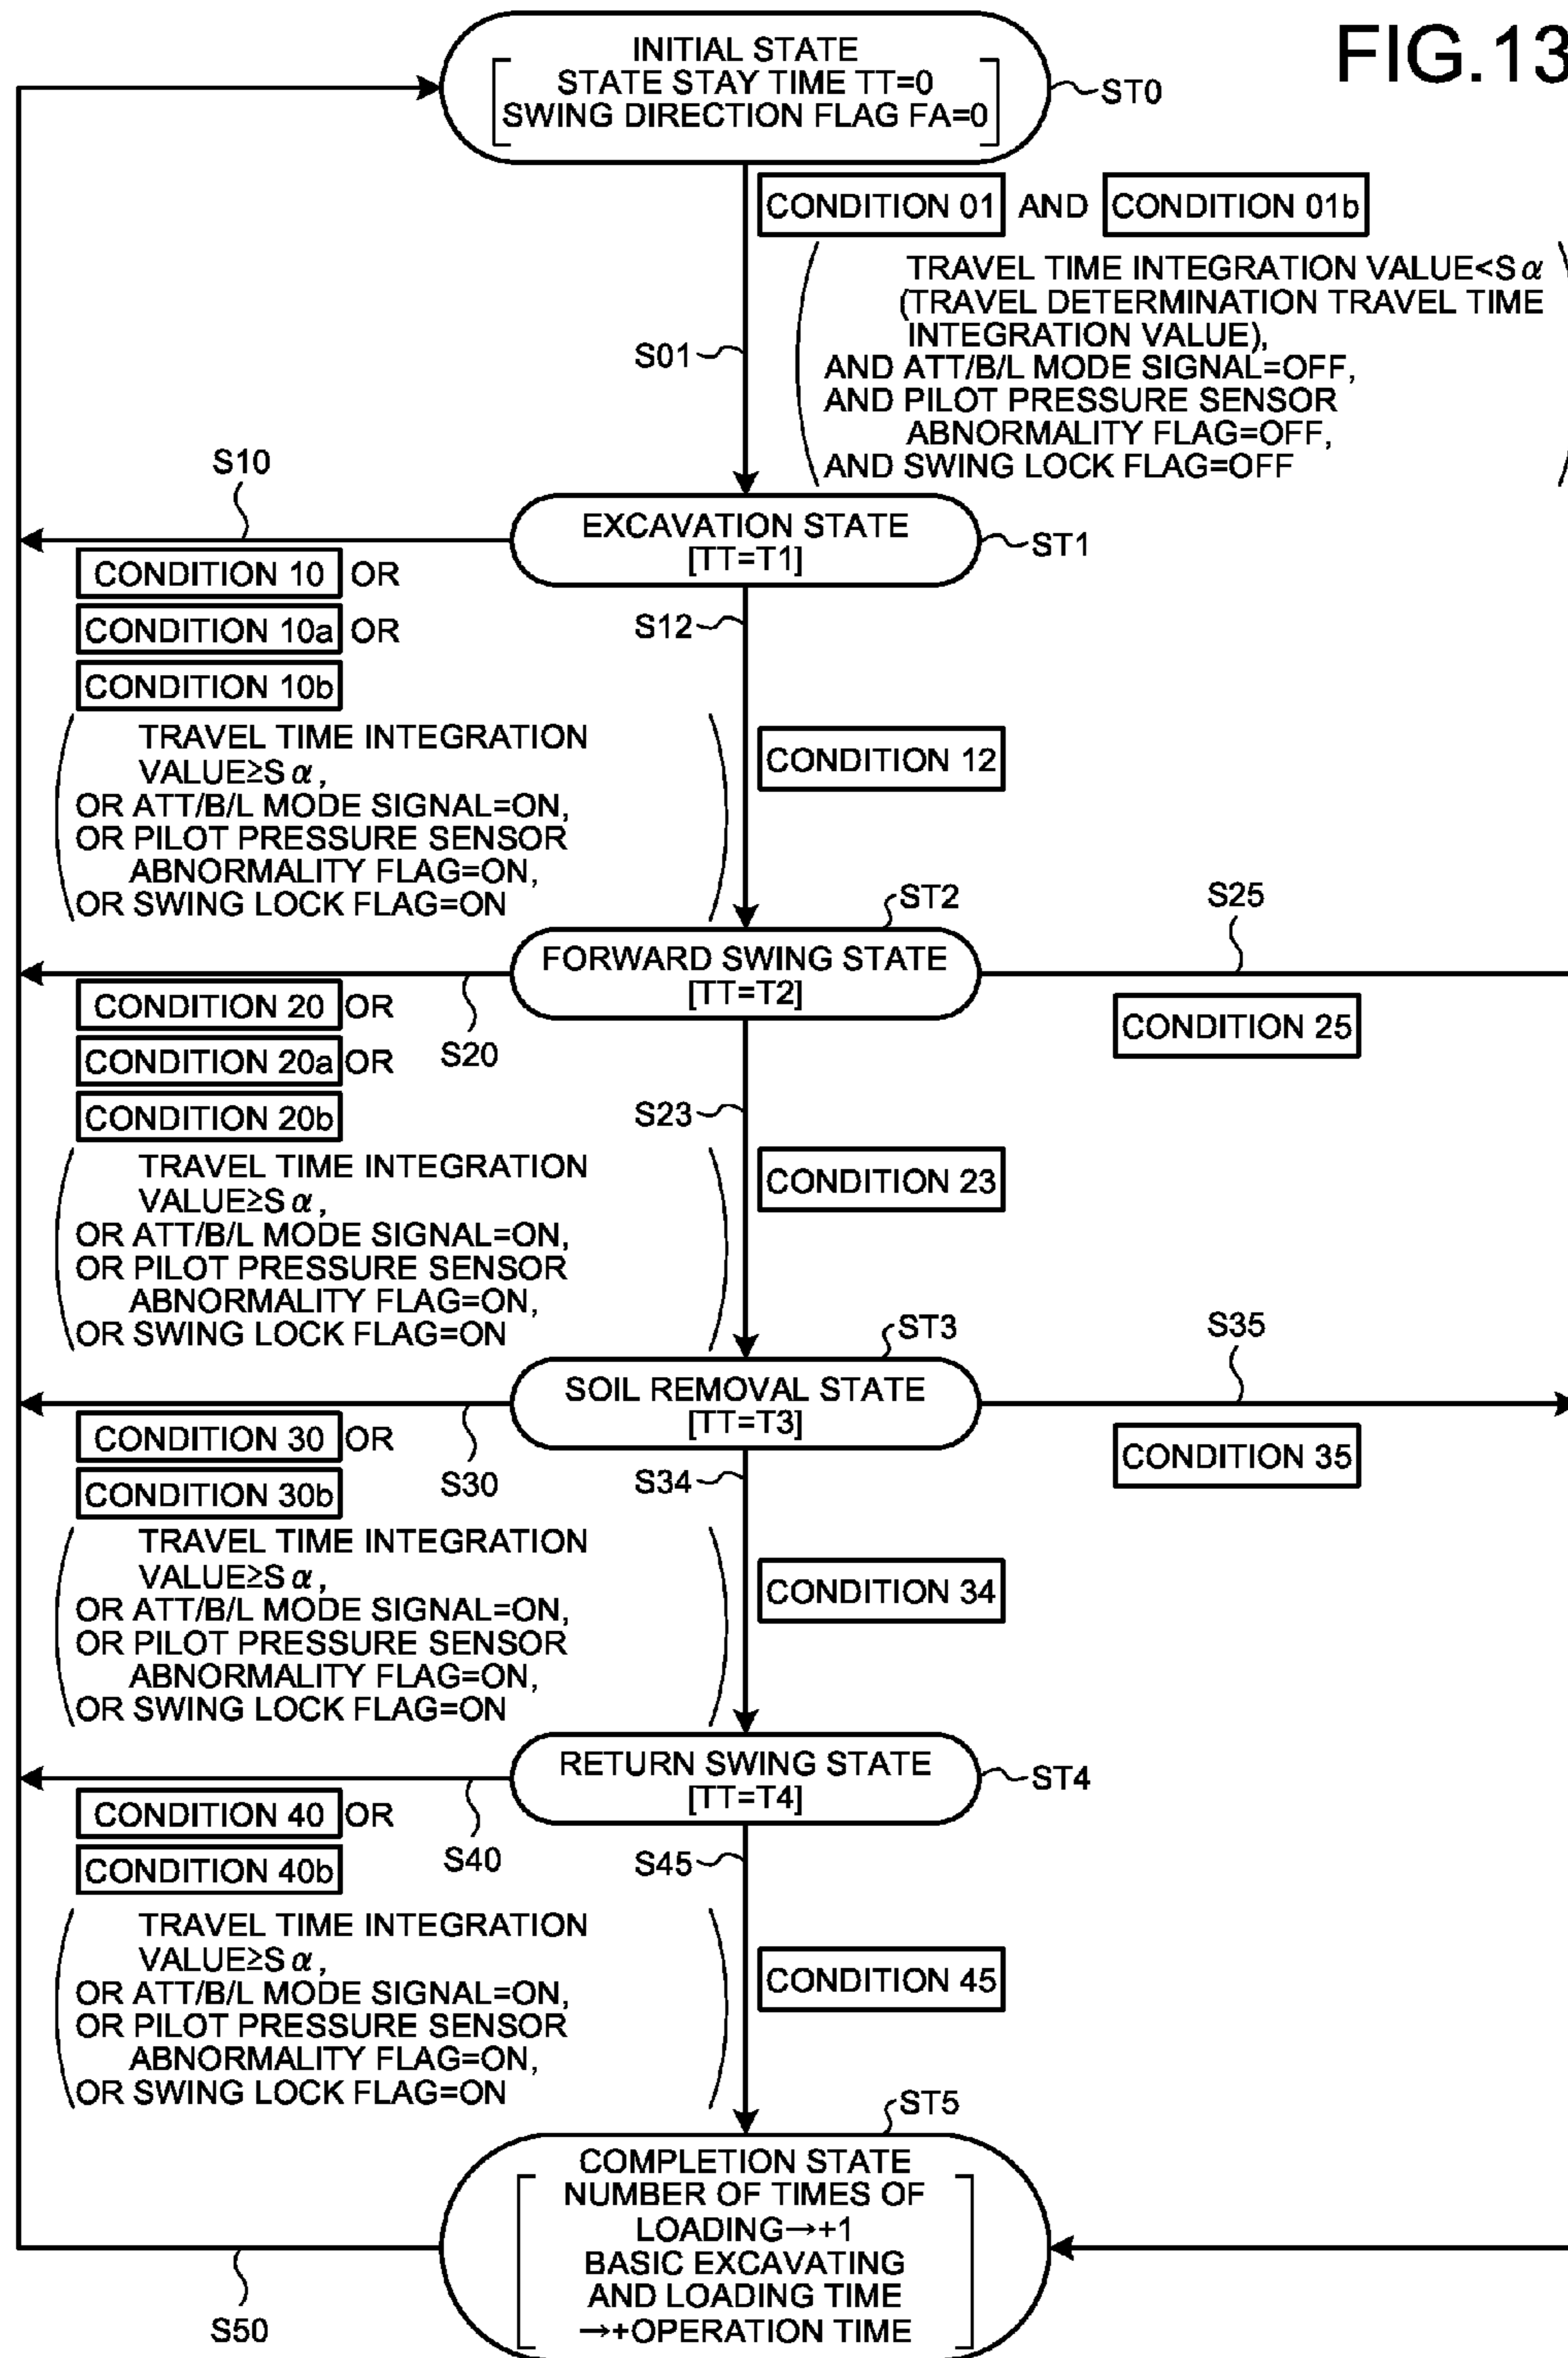 FIG.13
INITIAL STATE
STATE STAY TIME TT=0
SWING DIRECTION FLAG FA=0
ST0
CONDITION 01 AND CONDITION 01b
TRAVEL TIME INTEGRATION VALUE<Sα
(TRAVEL DETERMINATION TRAVEL TIME
INTEGRATION VALUE),
AND ATT/B/L MODE SIGNAL=OFF,
AND PILOT PRESSURE SENSOR
ABNORMALITY FLAG=OFF,
AND SWING LOCK FLAG=OFF
S01
S10
EXCAVATION STATE
[TT=T1]
ST1
CONDITION 10 OR
CONDITION 10a OR
CONDITION 10b
TRAVEL TIME INTEGRATION
VALUE≥Sα,
OR ATT/B/L MODE SIGNAL=ON,
OR PILOT PRESSURE SENSOR
ABNORMALITY FLAG=ON,
OR SWING LOCK FLAG=ON
S12
CONDITION 12
ST2
FORWARD SWING STATE
[TT=T2]
S25
CONDITION 25
S20
CONDITION 20 OR
CONDITION 20a OR
CONDITION 20b
TRAVEL TIME INTEGRATION
VALUE≥Sα,
OR ATT/B/L MODE SIGNAL=ON,
OR PILOT PRESSURE SENSOR
ABNORMALITY FLAG=ON,
OR SWING LOCK FLAG=ON
S23
CONDITION 23
ST3
SOIL REMOVAL STATE
[TT=T3]
S35
CONDITION 35
S30
CONDITION 30 OR
CONDITION 30b
TRAVEL TIME INTEGRATION
VALUE≥Sα,
OR ATT/B/L MODE SIGNAL=ON,
OR PILOT PRESSURE SENSOR
ABNORMALITY FLAG=ON,
OR SWING LOCK FLAG=ON
S34
CONDITION 34
RETURN SWING STATE
[TT=T4]
ST4
S40
CONDITION 40 OR
CONDITION 40b
TRAVEL TIME INTEGRATION
VALUE≥Sα,
OR ATT/B/L MODE SIGNAL=ON,
OR PILOT PRESSURE SENSOR
ABNORMALITY FLAG=ON,
OR SWING LOCK FLAG=ON
S45
CONDITION 45
ST5
COMPLETION STATE
NUMBER OF TIMES OF
LOADING→+1
BASIC EXCAVATING
AND LOADING TIME
→+OPERATION TIME
S50